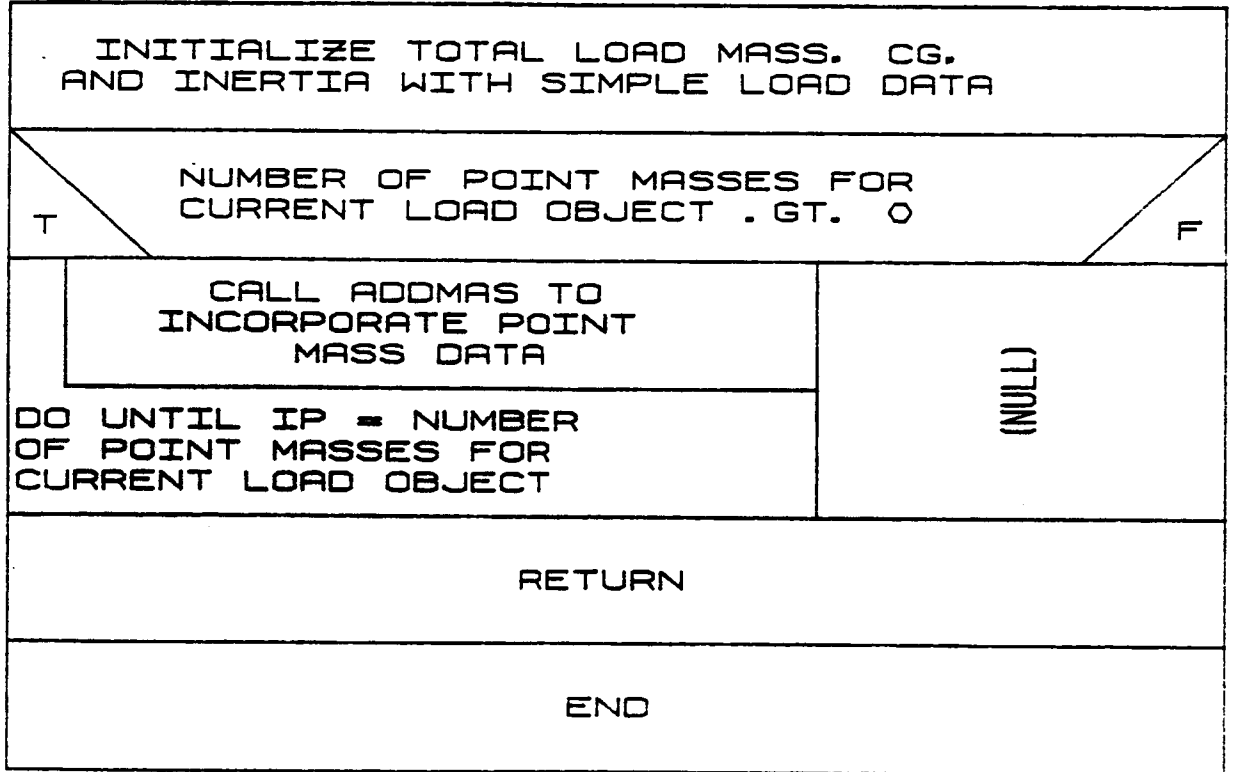 INITIALIZE TOTAL LOAD MASS. CG.
AND INERTIA WITH SIMPLE LOAD DATA
NUMBER OF POINT MASSES FOR
CURRENT LOAD OBJECT .GT. 0
T
F
CALL ADDMAS TO
INCORPORATE POINT
MASS DATA
(NULL)
DO UNTIL IP = NUMBER
OF POINT MASSES FOR
CURRENT LOAD OBJECT
RETURN
END